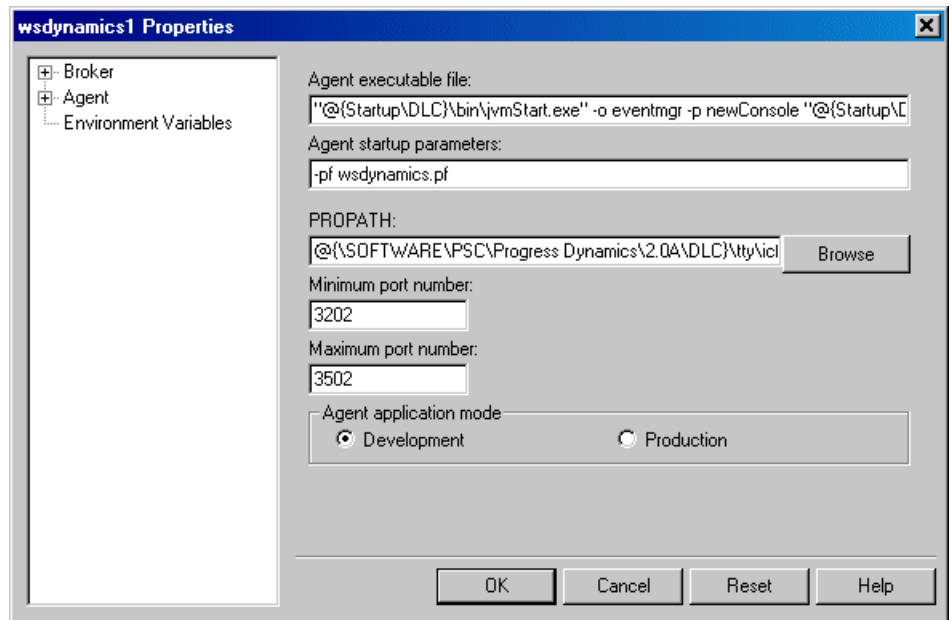 wsdynamics1 Properties
Broker
Agent
Environment Variables
Agent executable file:
"@{Startup\DLC}\bin\jvmStart.exe" -o eventmgr -p newConsole "@{Startup\D
Agent startup parameters:
-pf wsdynamics.pf
PROPATH:
@{\SOFTWARE\PSC\Progress Dynamics\2.0A\DLC}\tty\icl
Browse
Minimum port number:
3202
Maximum port number:
3502
Agent application mode
Development Production
OK Cancel Reset Help